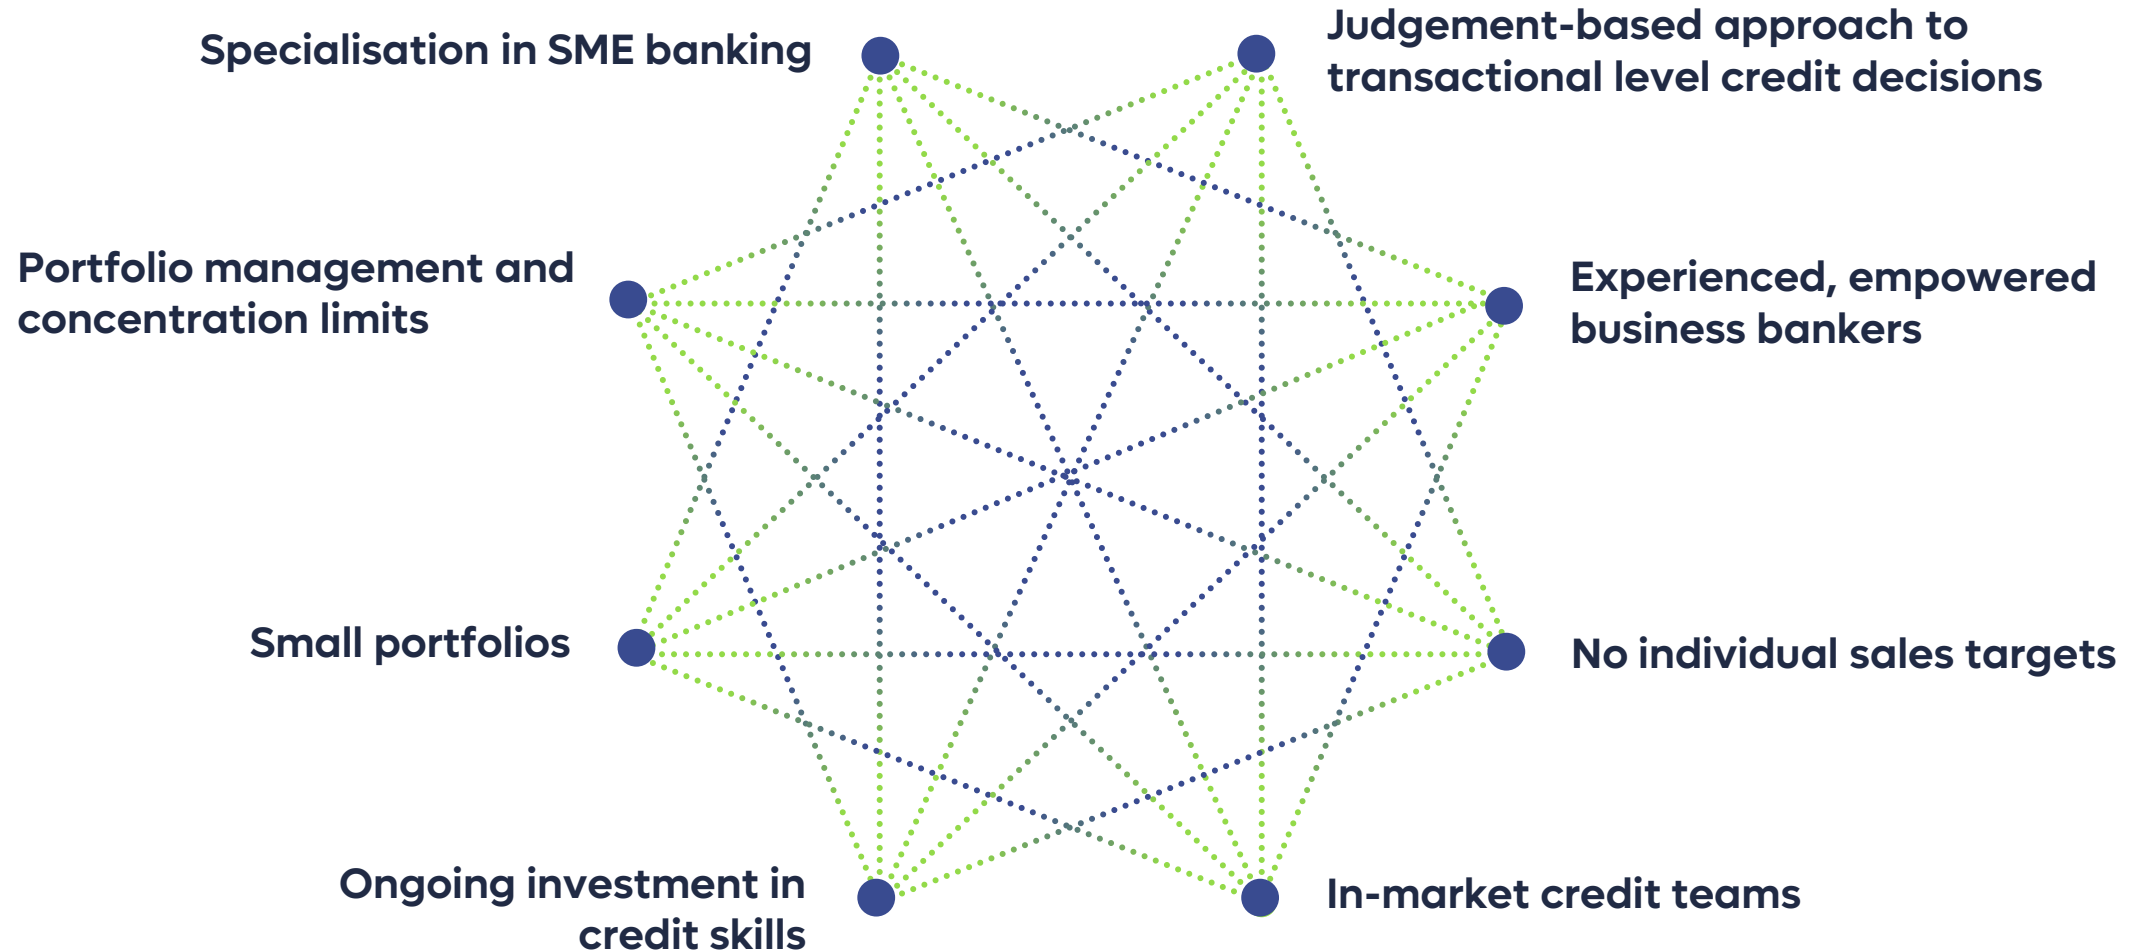 Specialisation in SME banking
Judgement-based approach to
transactional level credit decisions
Portfolio management and
concentration limits
Experienced, empowered
business bankers
Small portfolios
No individual sales targets
Ongoing investment in
credit skills
In-market credit teams